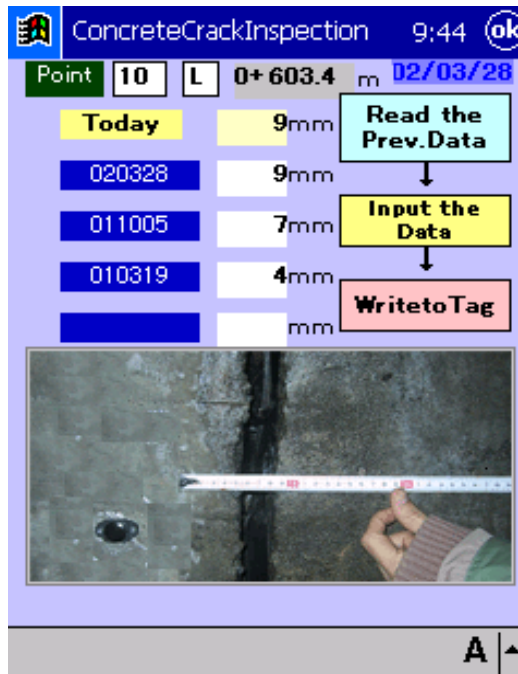 ConcreteCrackInspection 9:44 ok
Point 10 L 0+603.4 m 02/03/28
Today 9mm
Read the
Prev.Data
020328 9mm
011005 7mm
Input the
Data
010319 4mm
WritetoTag
mm
A